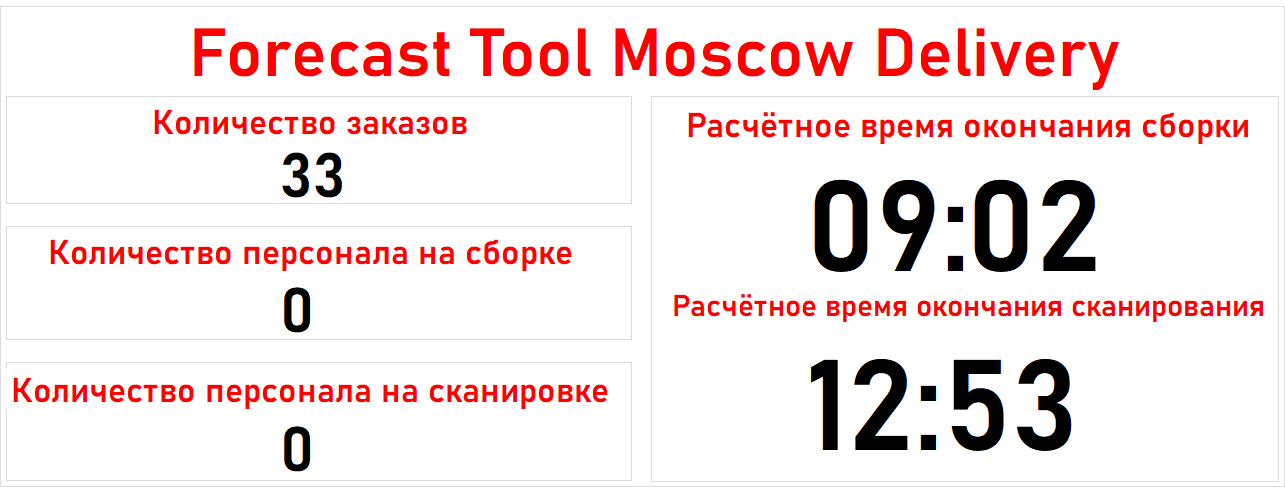 Forecast Tool Moscow Delivery
Количество заказов
33
Количество персонала на сборке
0
Количество персонала на сканировке
0
Расчётное время окончания сборки
09:02
Расчётное время окончания сканирования
12:53